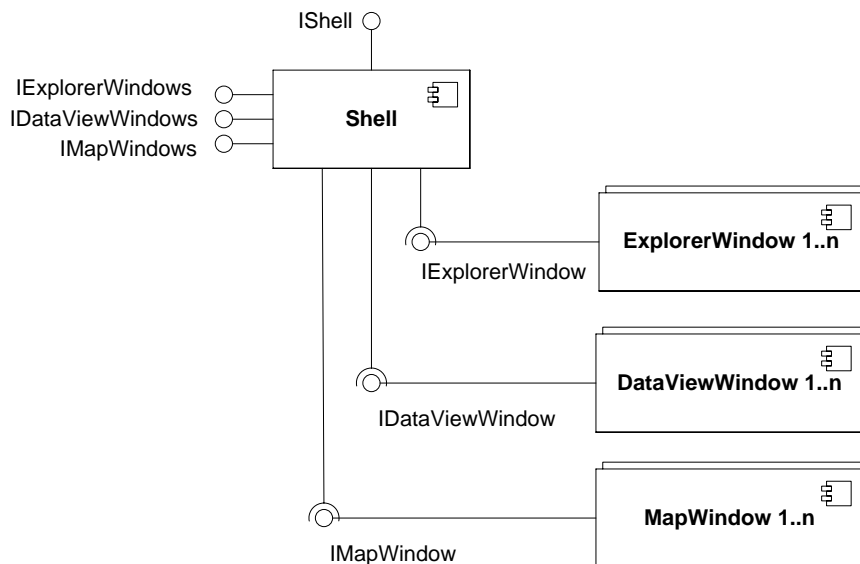 IShell
IExplorerWindows
IDataViewWindows
IMapWindows
Shell
ExplorerWindow 1..n
IExplorerWindow
DataViewWindow 1..n
IDataViewWindow
MapWindow 1..n
IMapWindow